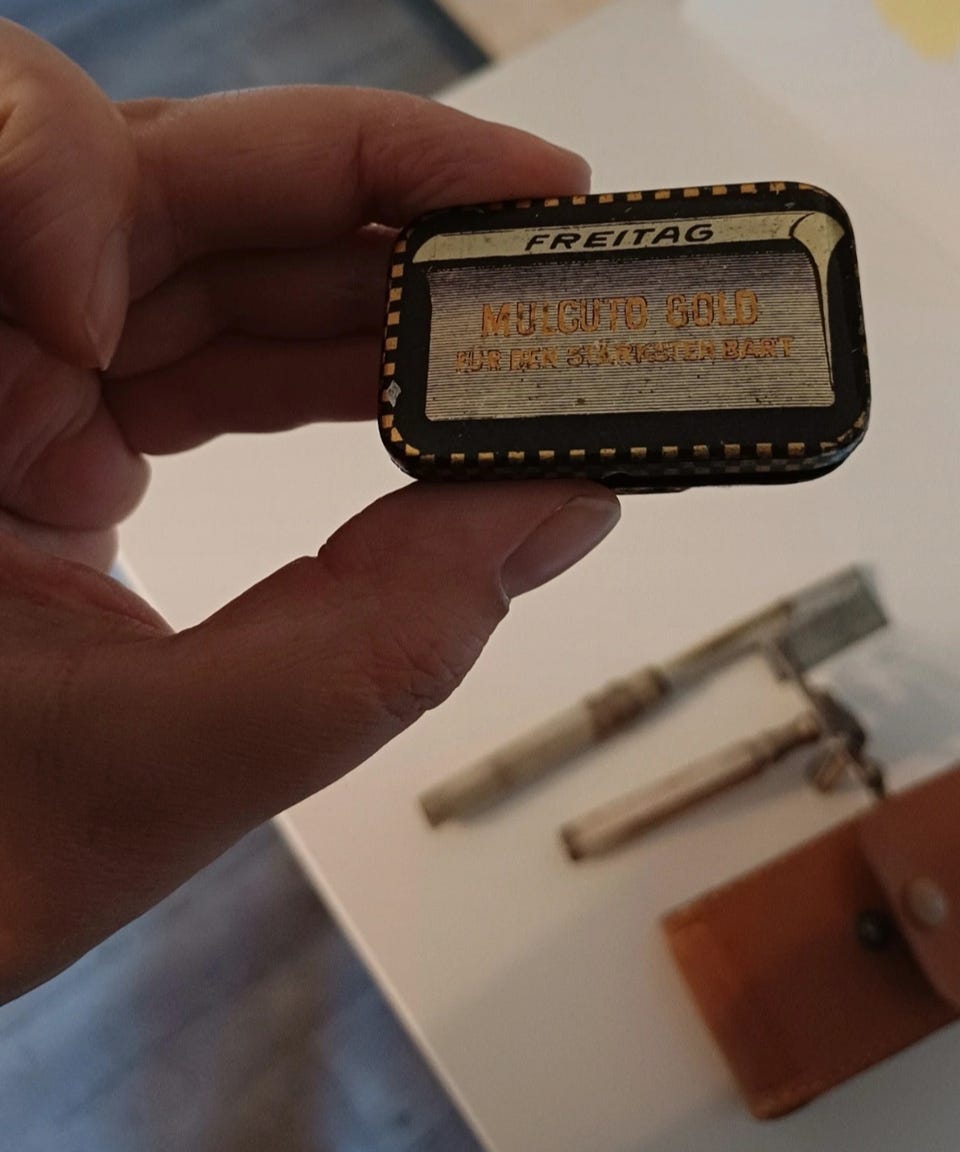 FREITAG
MULCUTO GOLD
FÜR DEN STÄRKSTEN BART